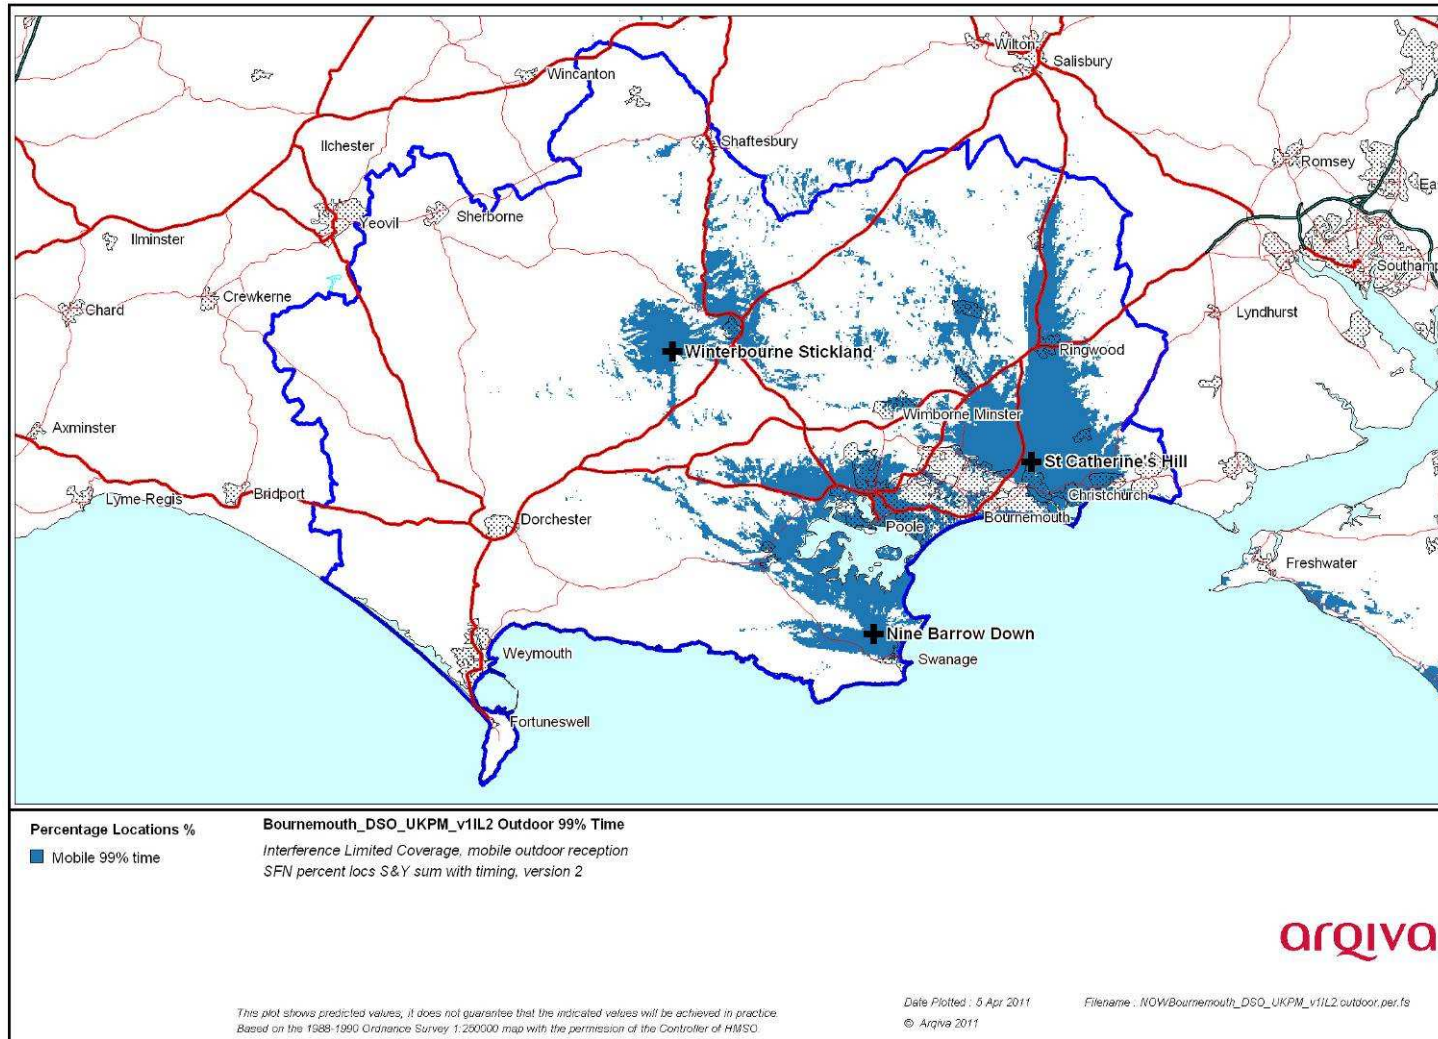 Wilton
Salisbury
Wincanton
Shaftesbury
Romsey
Ea
Ilchester
Yeovil
Sherborne
Ilminster
Southamp
Chard
Crewkerne
Lyndhurst
Winterbourne Stickland
Ringwood
Wimborne Minster
Axminster
St Catherine's Hill
Lyme-Regis
Bridport
Christchurch
Dorchester
Poole
Bournemouth
Freshwater
Nine Barrow Down
Weymouth
Swanage
Fortuneswell
Percentage Locations %
Mobile 99% time
Bournemouth_DSO_UKPM_v1IL2 Outdoor 99% Time
Interference Limited Coverage, mobile outdoor reception
SFN percent locs S&Y sum with timing, version 2
arqiva
This plot shows predicted values; it does not guarantee that the indicated values will be achieved in practice.
Based on the 1988-1990 Ordnance Survey 1:250000 map with the permission of the Controller of HMSO
Date Plotted : 5 Apr 2011
© Arqiva 2011
Filename : NOWBournemouth_DSO_UKPM_v1IL2.outdoor.per.fs